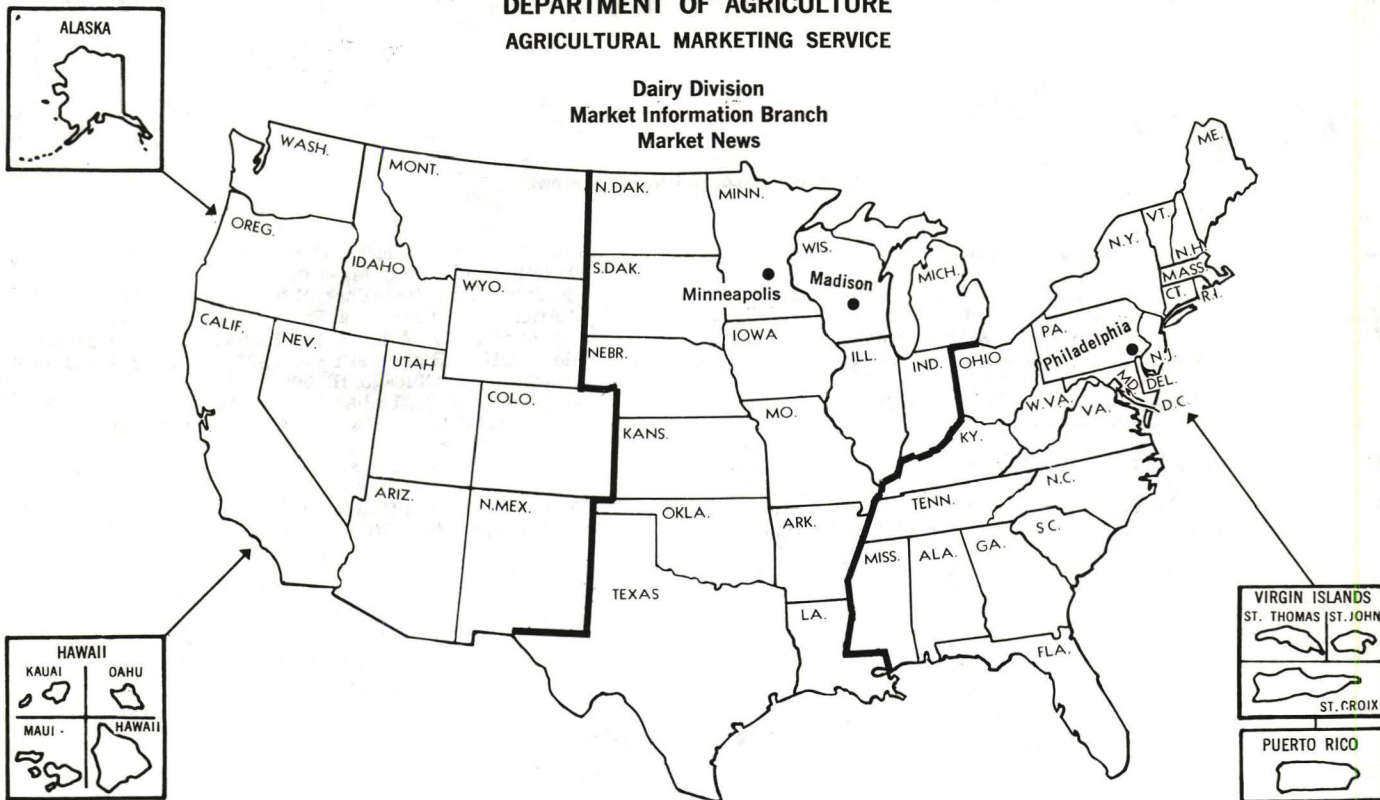 DEPARTMENT OF AGRICULTURE
AGRICULTURAL MARKETING SERVICE
Dairy Division
Market Information Branch
Market News
ALASKA
WASH.
MONT.
N.DAK.
MINN.
ME.
OREG.
IDAHO
WYO.
S.DAK.
WIS.
MICH.
N.Y.
VT.
N.H.
MASS.
CT.
R.I.
Minneapolis
Madison
CALIF.
NEV.
UTAH
COLO.
NEBR.
IOWA
ILL.
IND.
OHIO
PA.
Philadelphia
N.J.
MD.
DEL.
D.C.
W.VA.
VA.
KANS.
MO.
KY.
ARIZ.
N.MEX.
OKLA.
ARK.
TENN.
N.C.
S.C.
TEXAS
LA.
MISS.
ALA.
GA.
FLA.
HAWAII
KAUAI
OAHU
MAUI
HAWAII
VIRGIN ISLANDS
ST. THOMAS
ST. JOHN
ST. CROIX
PUERTO RICO